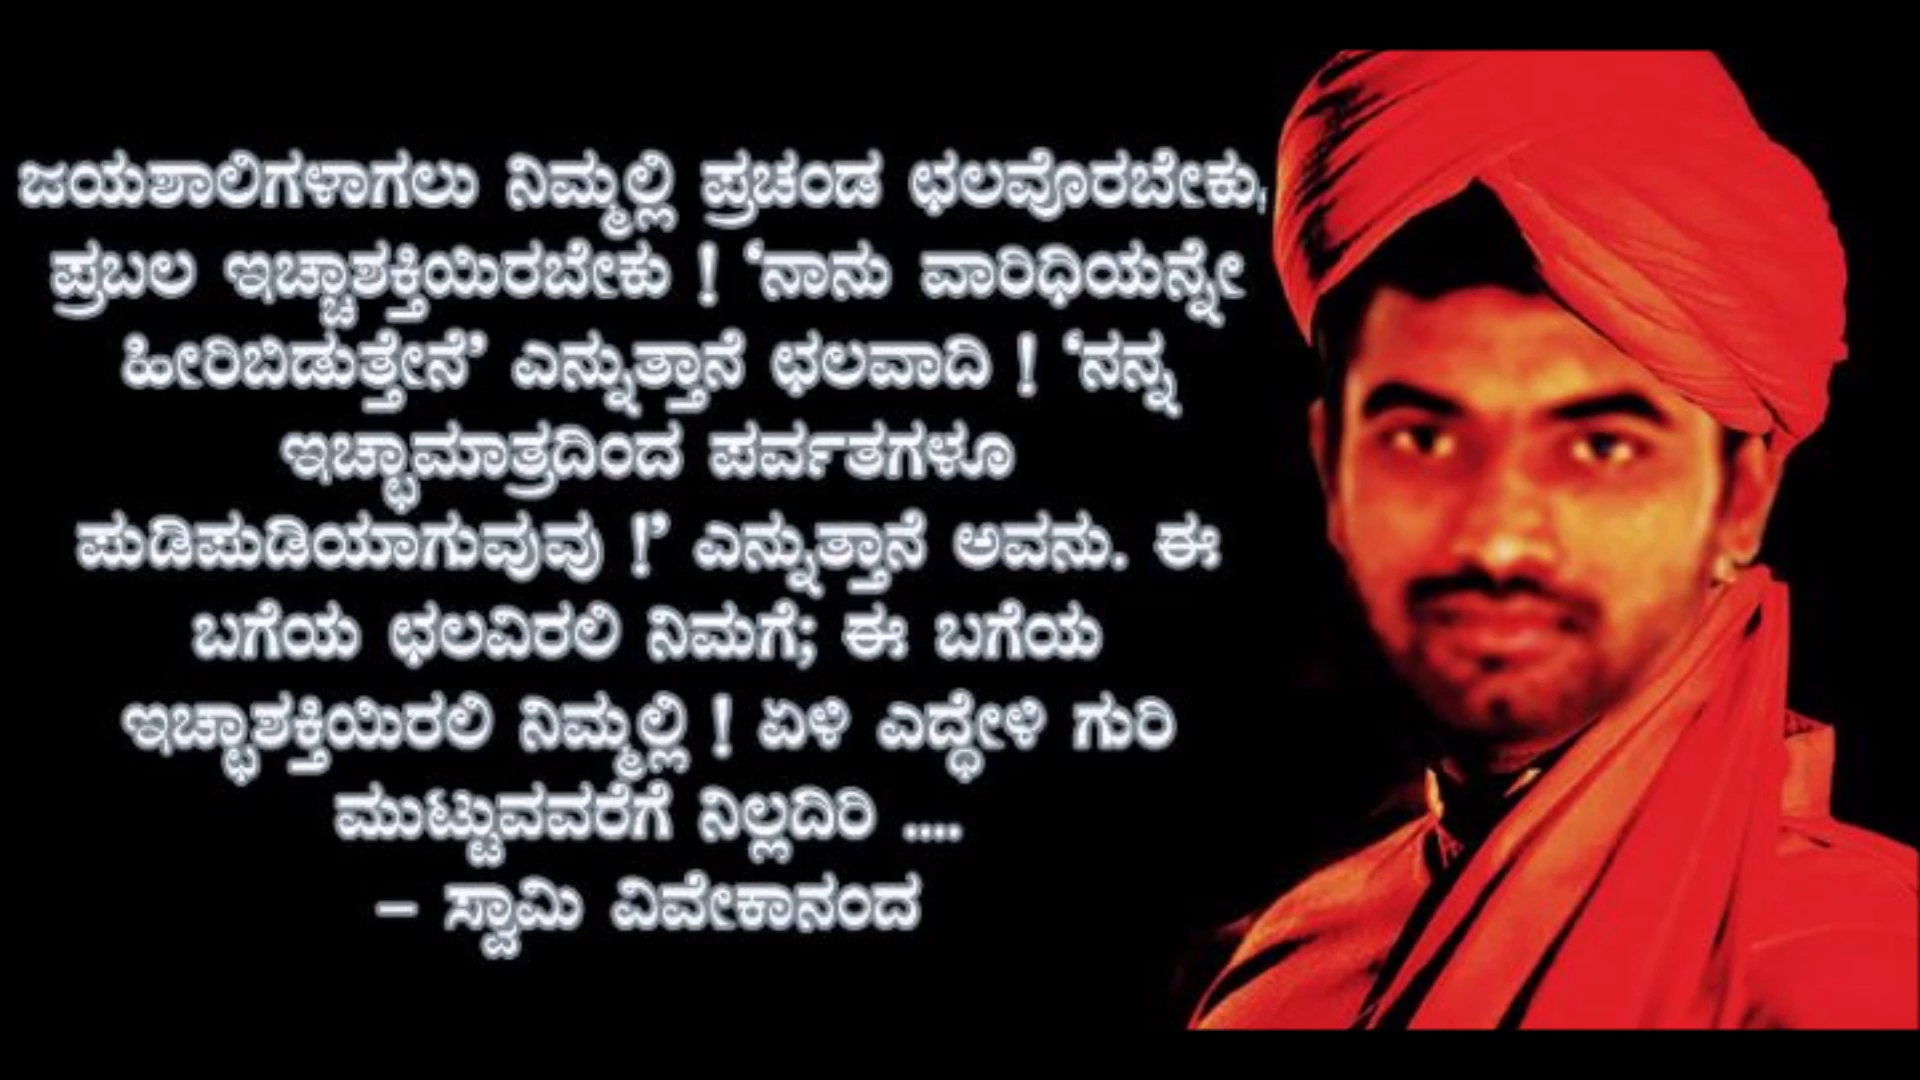 ಜಯಶಾಲಿಗಳಾಗಲು ನಿಮ್ಮಲ್ಲಿ ಪ್ರಚಂಡ ಛಲವೊರಬೇಕು,
ಪ್ರಬಲ ಇಚ್ಚಾಶಕ್ತಿಯಿರಬೇಕು ! ‘ನಾನು ವಾರಿಧಿಯನ್ನೇ
ಹೀರಿಬಿಡುತ್ತೇನೆ’ ಎನ್ನುತ್ತಾನೆ ಛಲವಾದಿ ! ‘ನನ್ನ
ಇಚ್ಛಾಮಾತ್ರದಿಂದ ಪರ್ವತಗಳೂ
ಪುಡಿಪುಡಿಯಾಗುವುವು !’ ಎನ್ನುತ್ತಾನೆ ಅವನು. ಈ
ಬಗೆಯ ಛಲವಿರಲಿ ನಿಮಗೆ; ಈ ಬಗೆಯ
ಇಚ್ಛಾಶಕ್ತಿಯಿರಲಿ ನಿಮ್ಮಲ್ಲಿ ! ಏಳಿ ಎದ್ಧೇಳಿ ಗುರಿ
ಮುಟ್ಟುವವರೆಗೆ ನಿಲ್ಲದಿರಿ ....
– ಸ್ವಾಮಿ ವಿವೇಕಾನಂದ